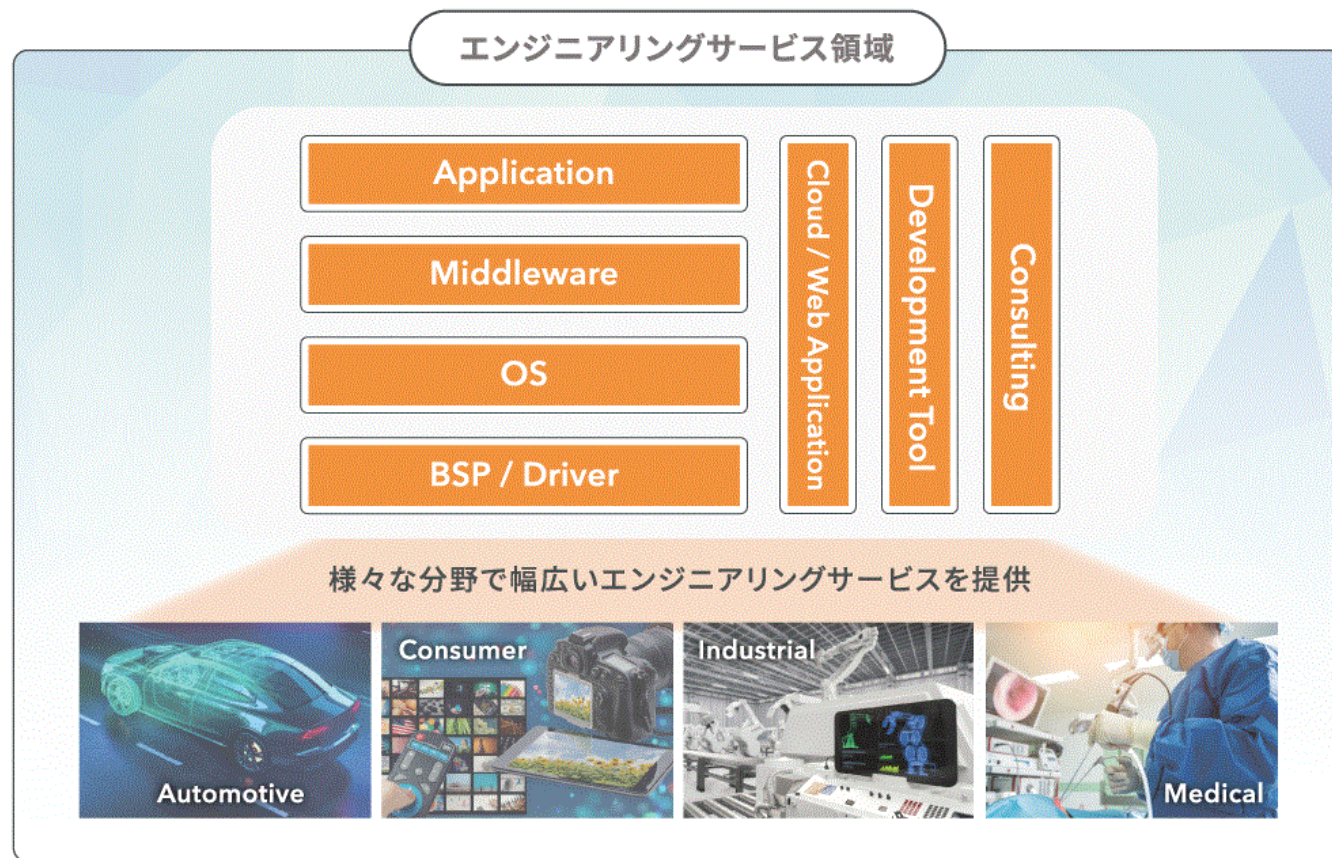 エンジニアリングサービス領域
Application
Middleware
OS
BSP / Driver
Cloud / Web Application
Development Tool
Consulting
様々な分野で幅広いエンジニアリングサービスを提供
Automotive
Consumer
Industrial
Medical